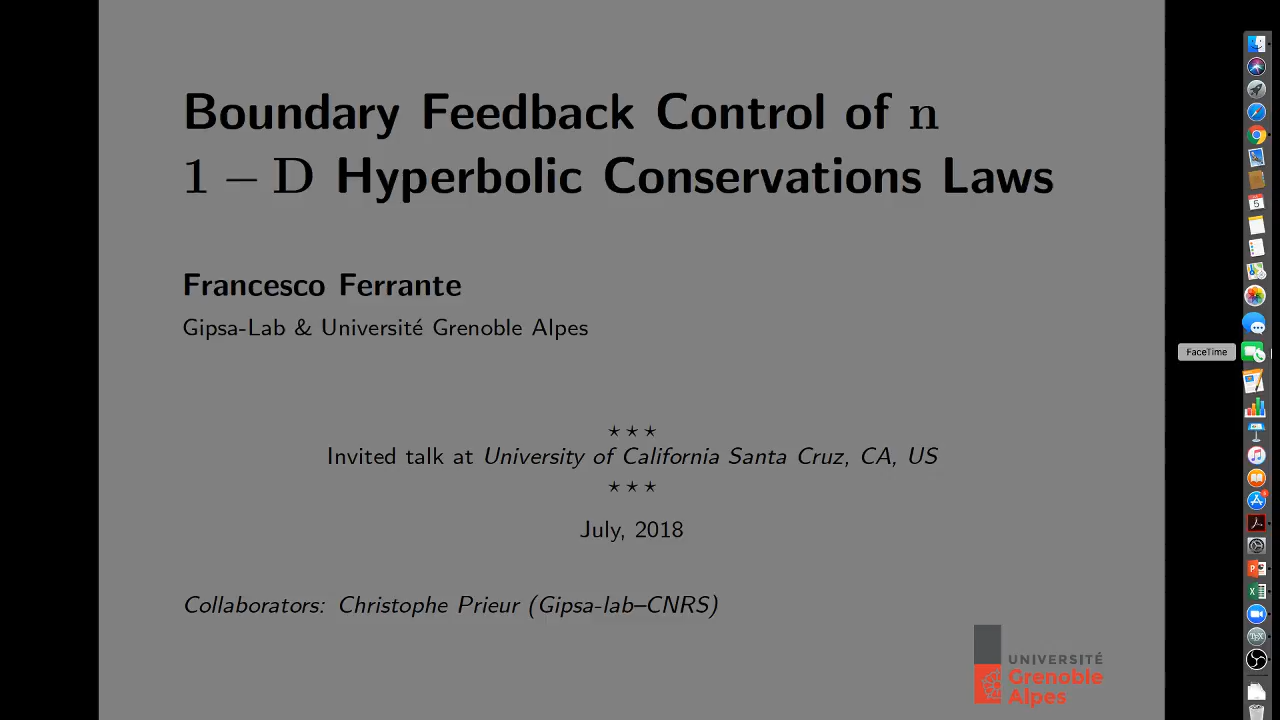 Boundary Feedback Control of n
1 − D Hyperbolic Conservations Laws
Francesco Ferrante
Gipsa-Lab & Université Grenoble Alpes
FaceTime
⋆ ⋆ ⋆
Invited talk at University of California Santa Cruz, CA, US
⋆ ⋆ ⋆
July, 2018
Collaborators: Christophe Prieur (Gipsa-lab–CNRS)
UNIVERSITÉ
Grenoble
Alpes